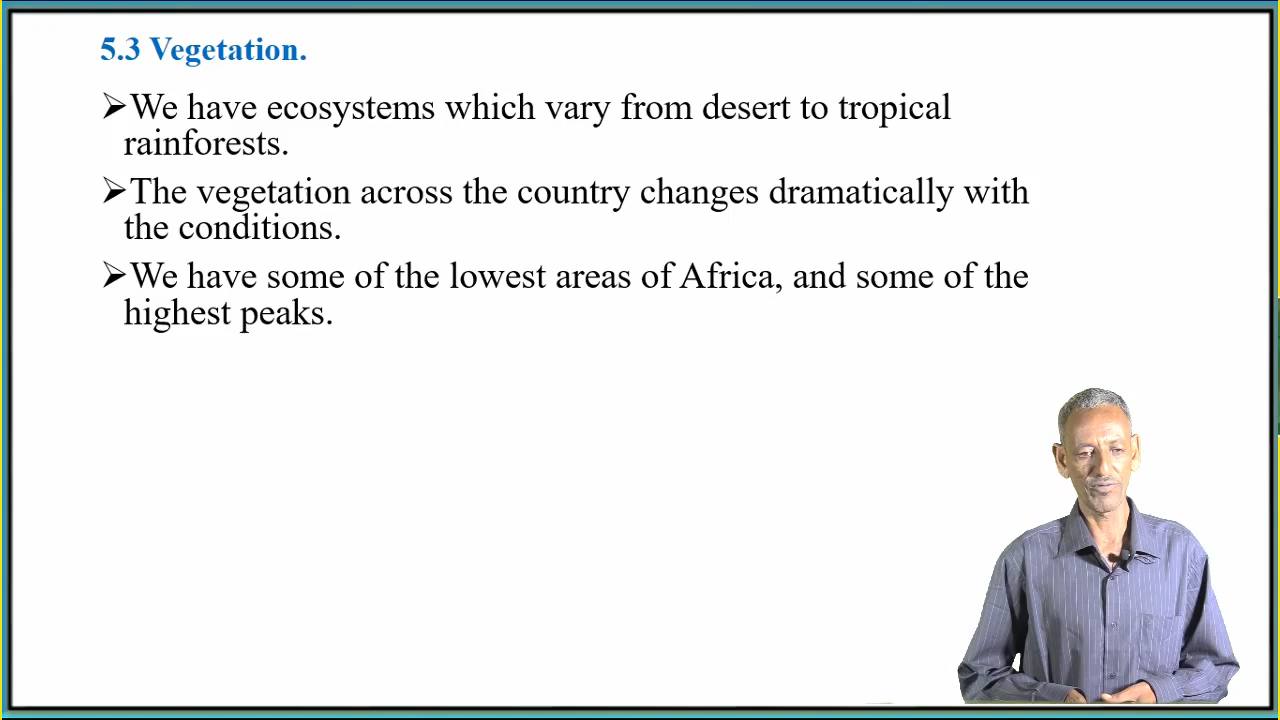 5.3 Vegetation.
➢We have ecosystems which vary from desert to tropical
rainforests.
➢The vegetation across the country changes dramatically with
the conditions.
➢We have some of the lowest areas of Africa, and some of the
highest peaks.